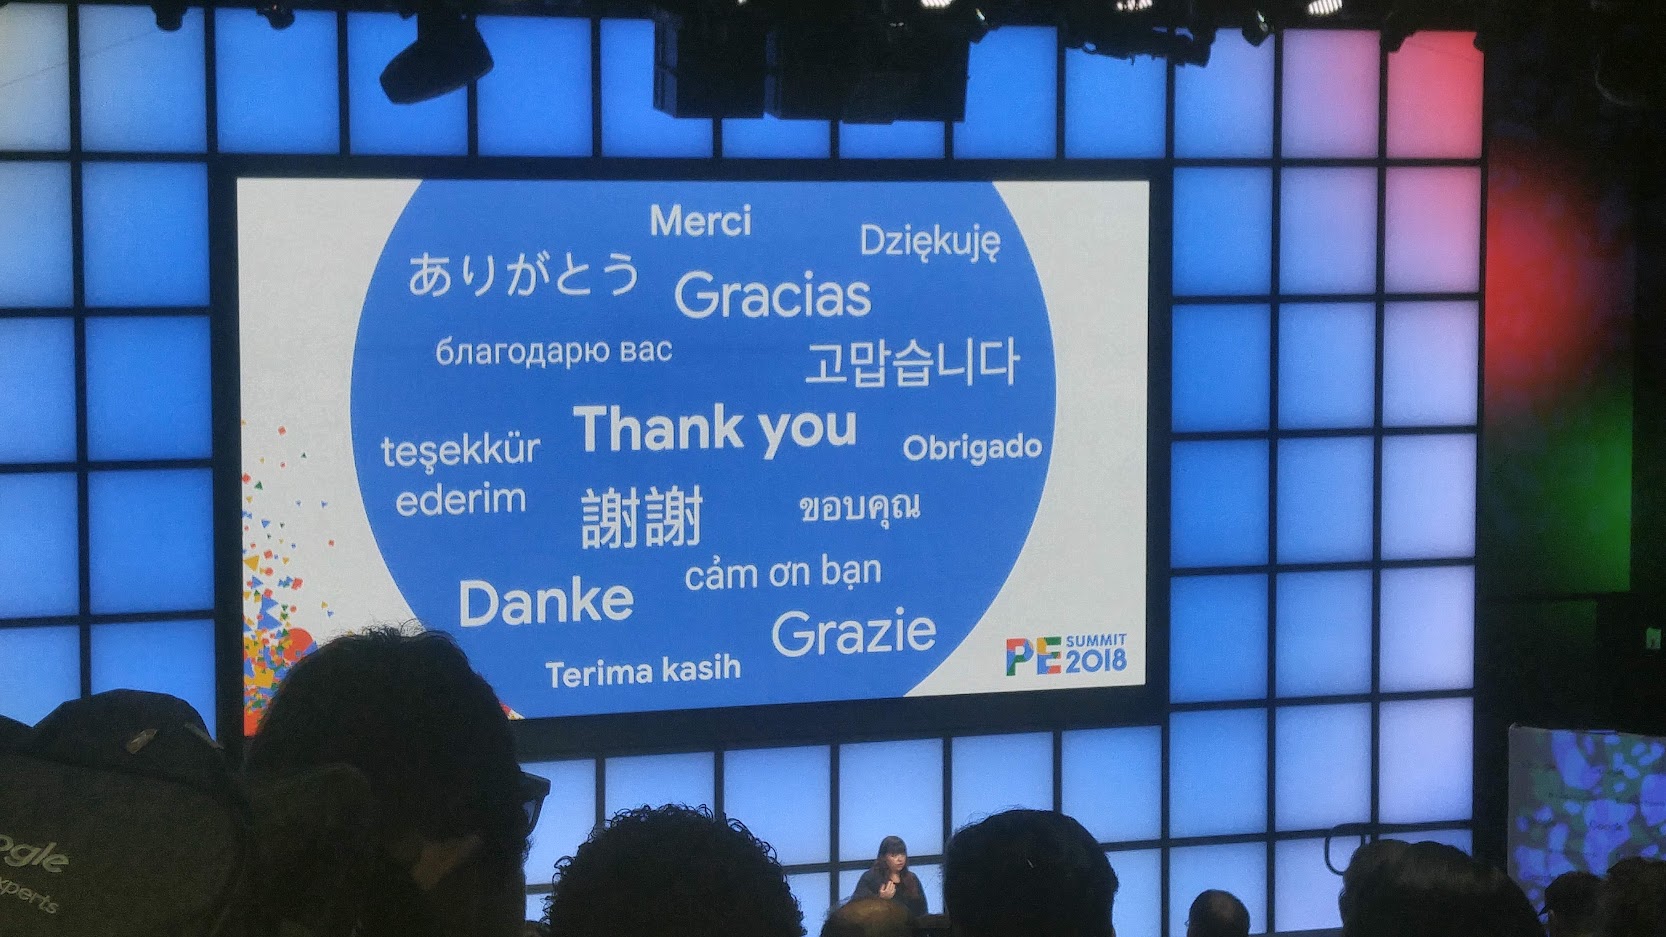 Merci
Dziękuję
ありがとう
Gracias
благодарю вас
고맙습니다
Thank you
teşekkür
ederim
Obrigado
謝謝
ขอบคุณ
cảm ơn bạn
Danke
Grazie
Terima kasih
PE SUMMIT
2018
Google